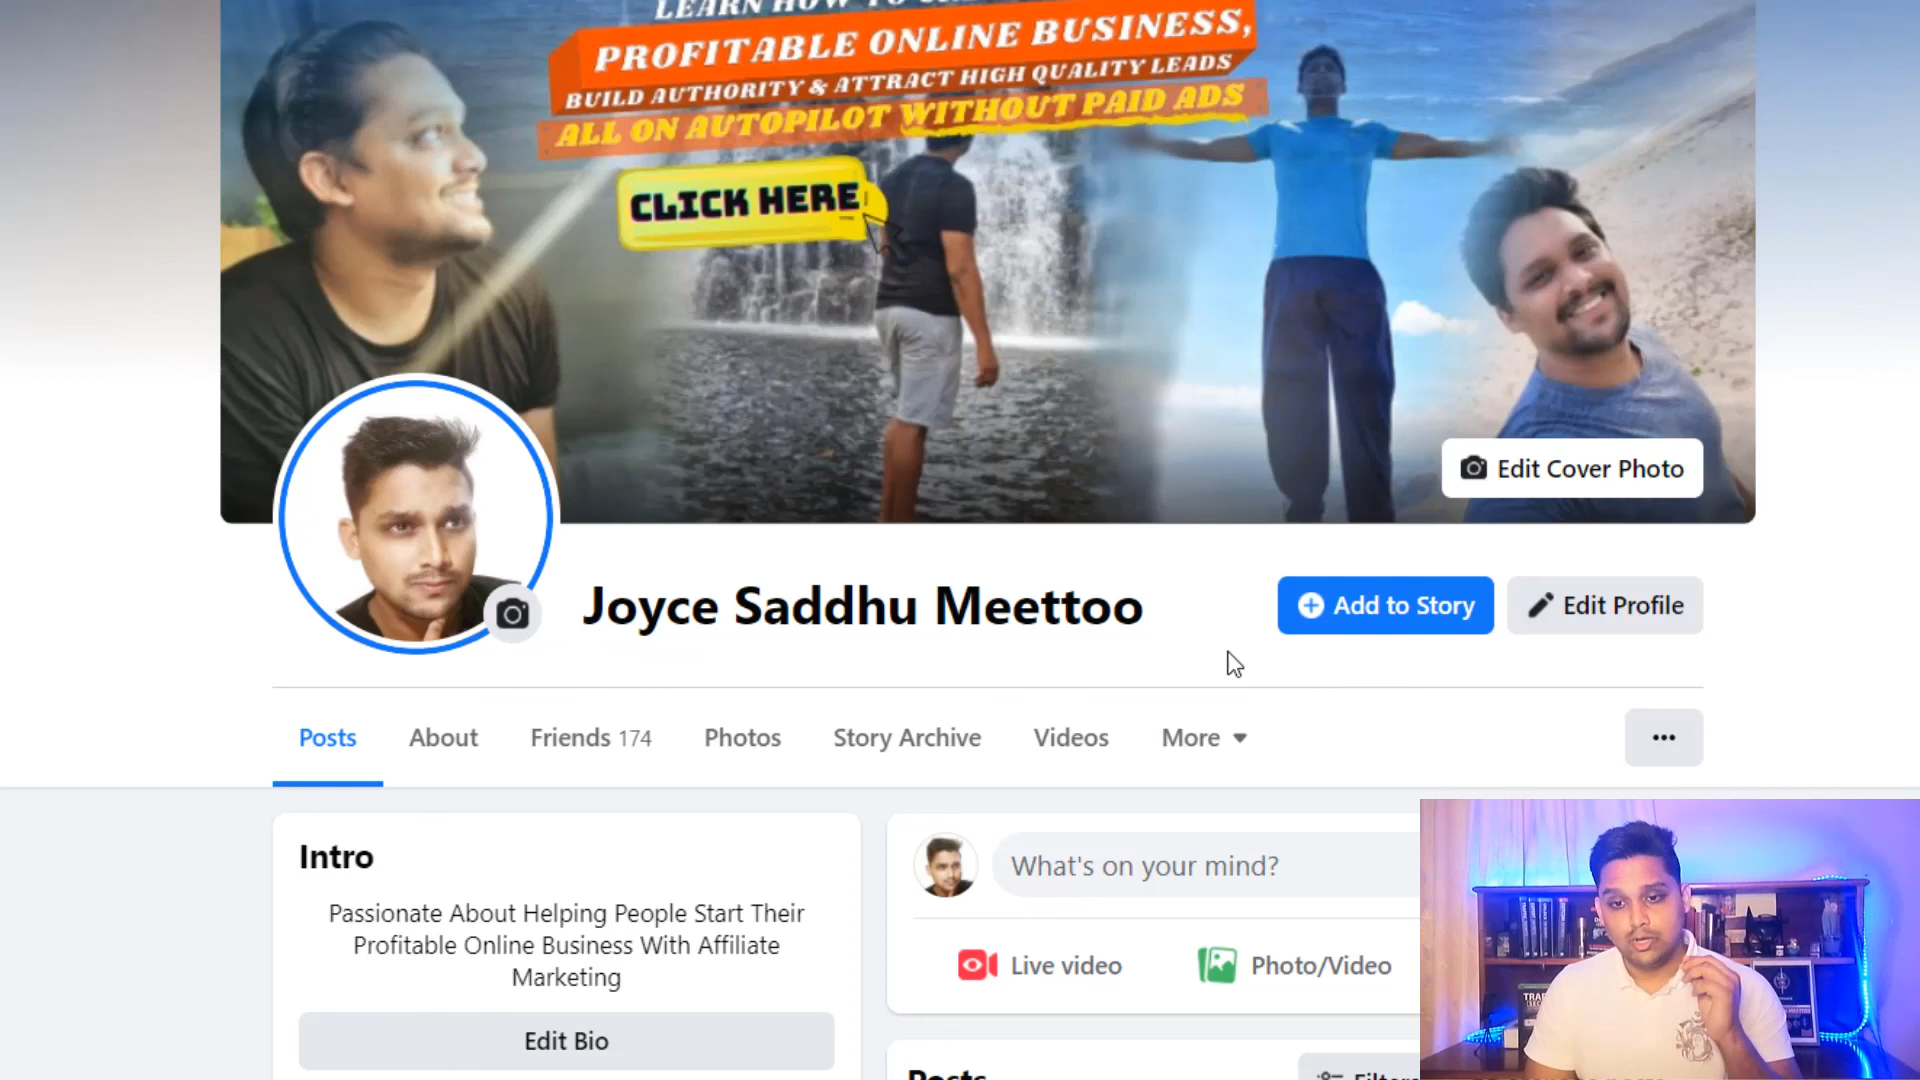 PROFITABLE ONLINE BUSINESS,
BUILD AUTHORITY & ATTRACT HIGH QUALITY LEADS
ALL ON AUTOPILOT WITHOUT PAID ADS
CLICK HERE
Edit Cover Photo
Joyce Saddhu Meettoo
Add to Story
Edit Profile
Posts
About
Friends 174
Photos
Story Archive
Videos
More
Intro
Passionate About Helping People Start Their
Profitable Online Business With Affiliate
Marketing
Edit Bio
What's on your mind?
Live video
Photo/Video
Posts
Filters